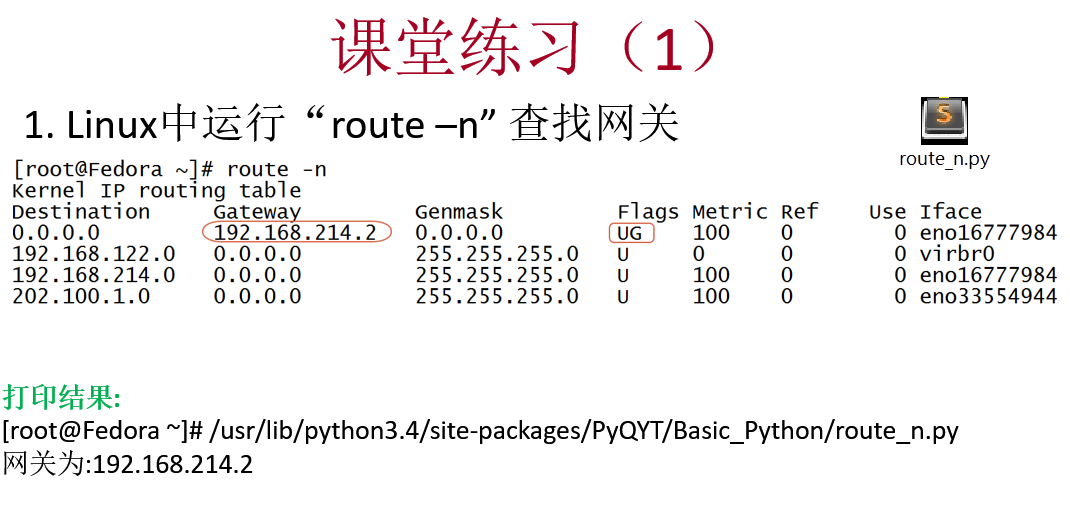 课堂练习（1）
1. Linux中运行“route –n” 查找网关
route_n.py
[root@Fedora ~]# route -n
Kernel IP routing table
Destination Gateway Genmask Flags Metric Ref Use Iface
0.0.0.0 192.168.214.2 0.0.0.0 UG 100 0 0 eno16777984
192.168.122.0 0.0.0.0 255.255.255.0 U 0 0 0 virbr0
192.168.214.0 0.0.0.0 255.255.255.0 U 100 0 0 eno16777984
202.100.1.0 0.0.0.0 255.255.255.0 U 100 0 0 eno33554944
打印结果:
[root@Fedora ~]# /usr/lib/python3.4/site-packages/PyQYT/Basic_Python/route_n.py
网关为:192.168.214.2